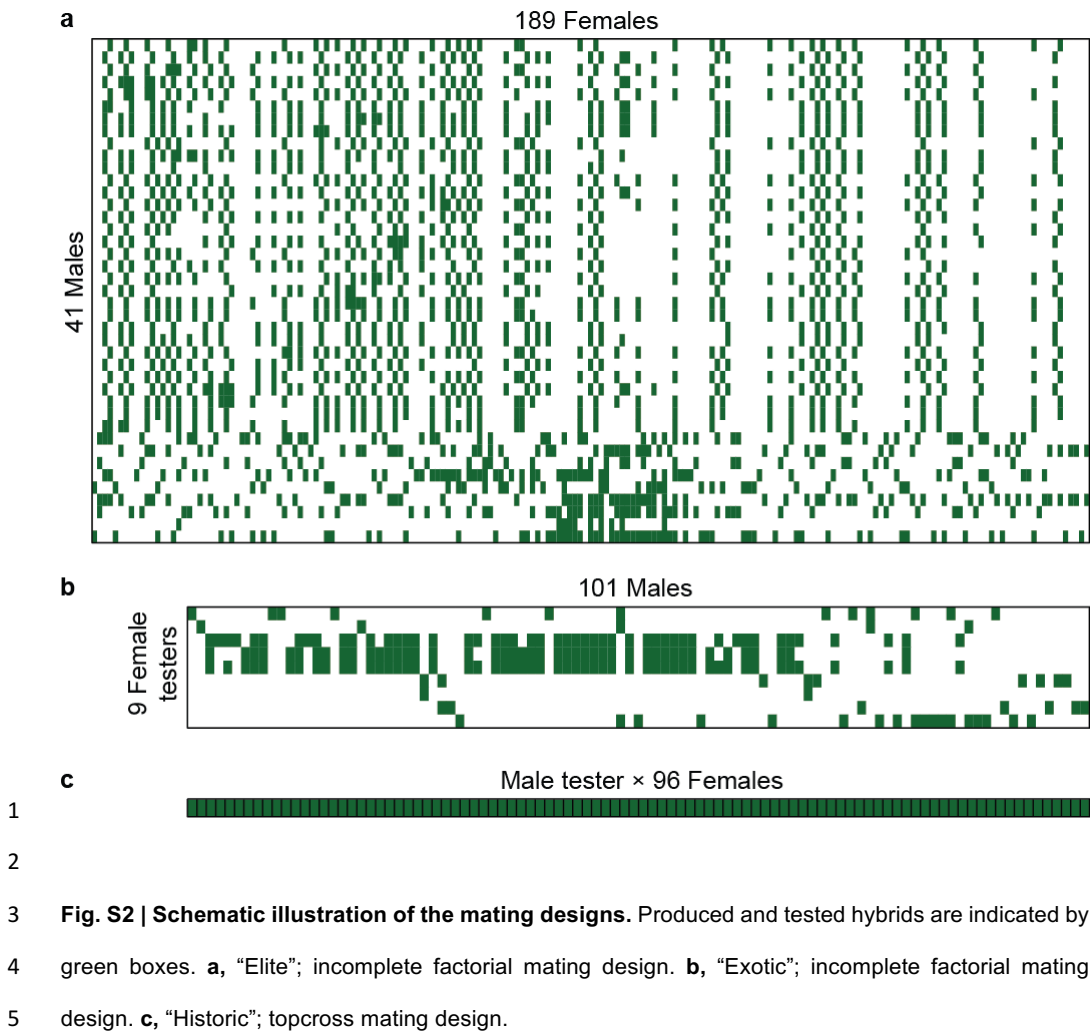 a
189 Females
41 Males
b
101 Males
9 Female
testers
c
Male tester × 96 Females
1
2
3 Fig. S2 | Schematic illustration of the mating designs. Produced and tested hybrids are indicated by
4 green boxes. a, “Elite”; incomplete factorial mating design. b, “Exotic”; incomplete factorial mating
5 design. c, “Historic”; topcross mating design.